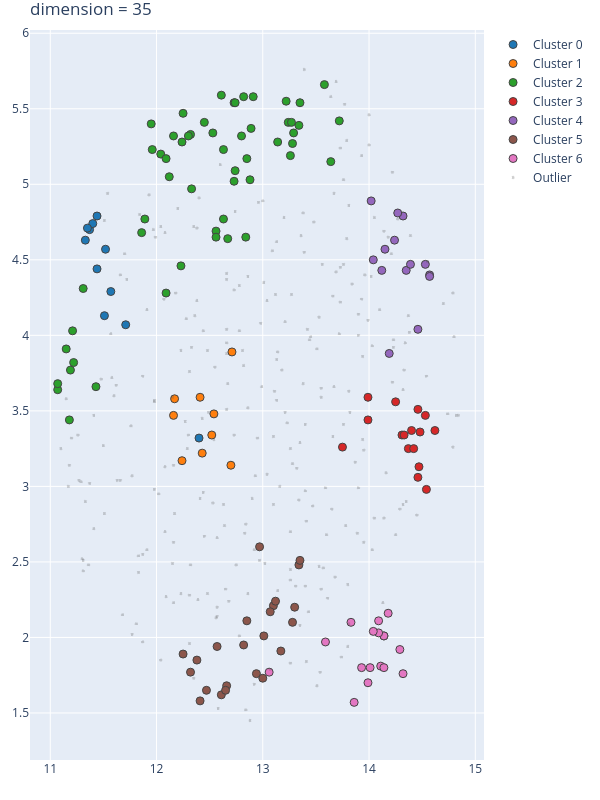 dimension = 35
6
5.5
5
4.5
4
3.5
3
2.5
2
1.5
11
12
13
14
15
Cluster 0
Cluster 1
Cluster 2
Cluster 3
Cluster 4
Cluster 5
Cluster 6
Outlier